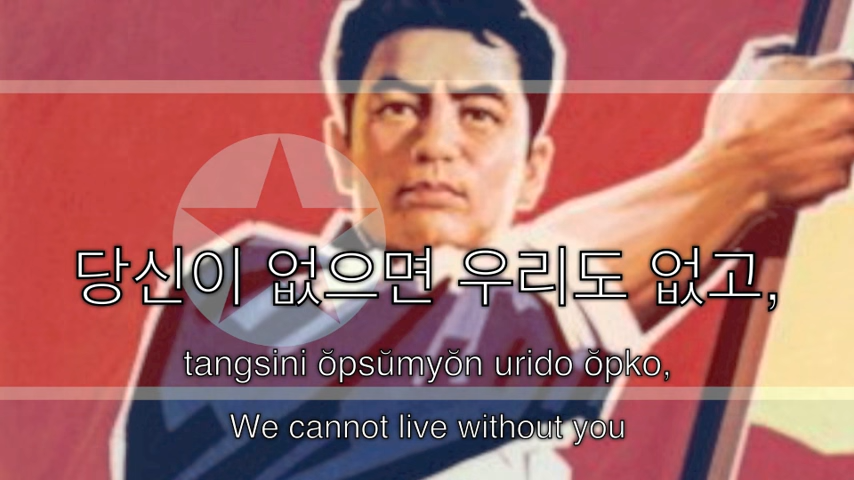 당신이 없으면 우리도 없고,
tangsini ŏpsŭmyŏn urido ŏpko,
We cannot live without you